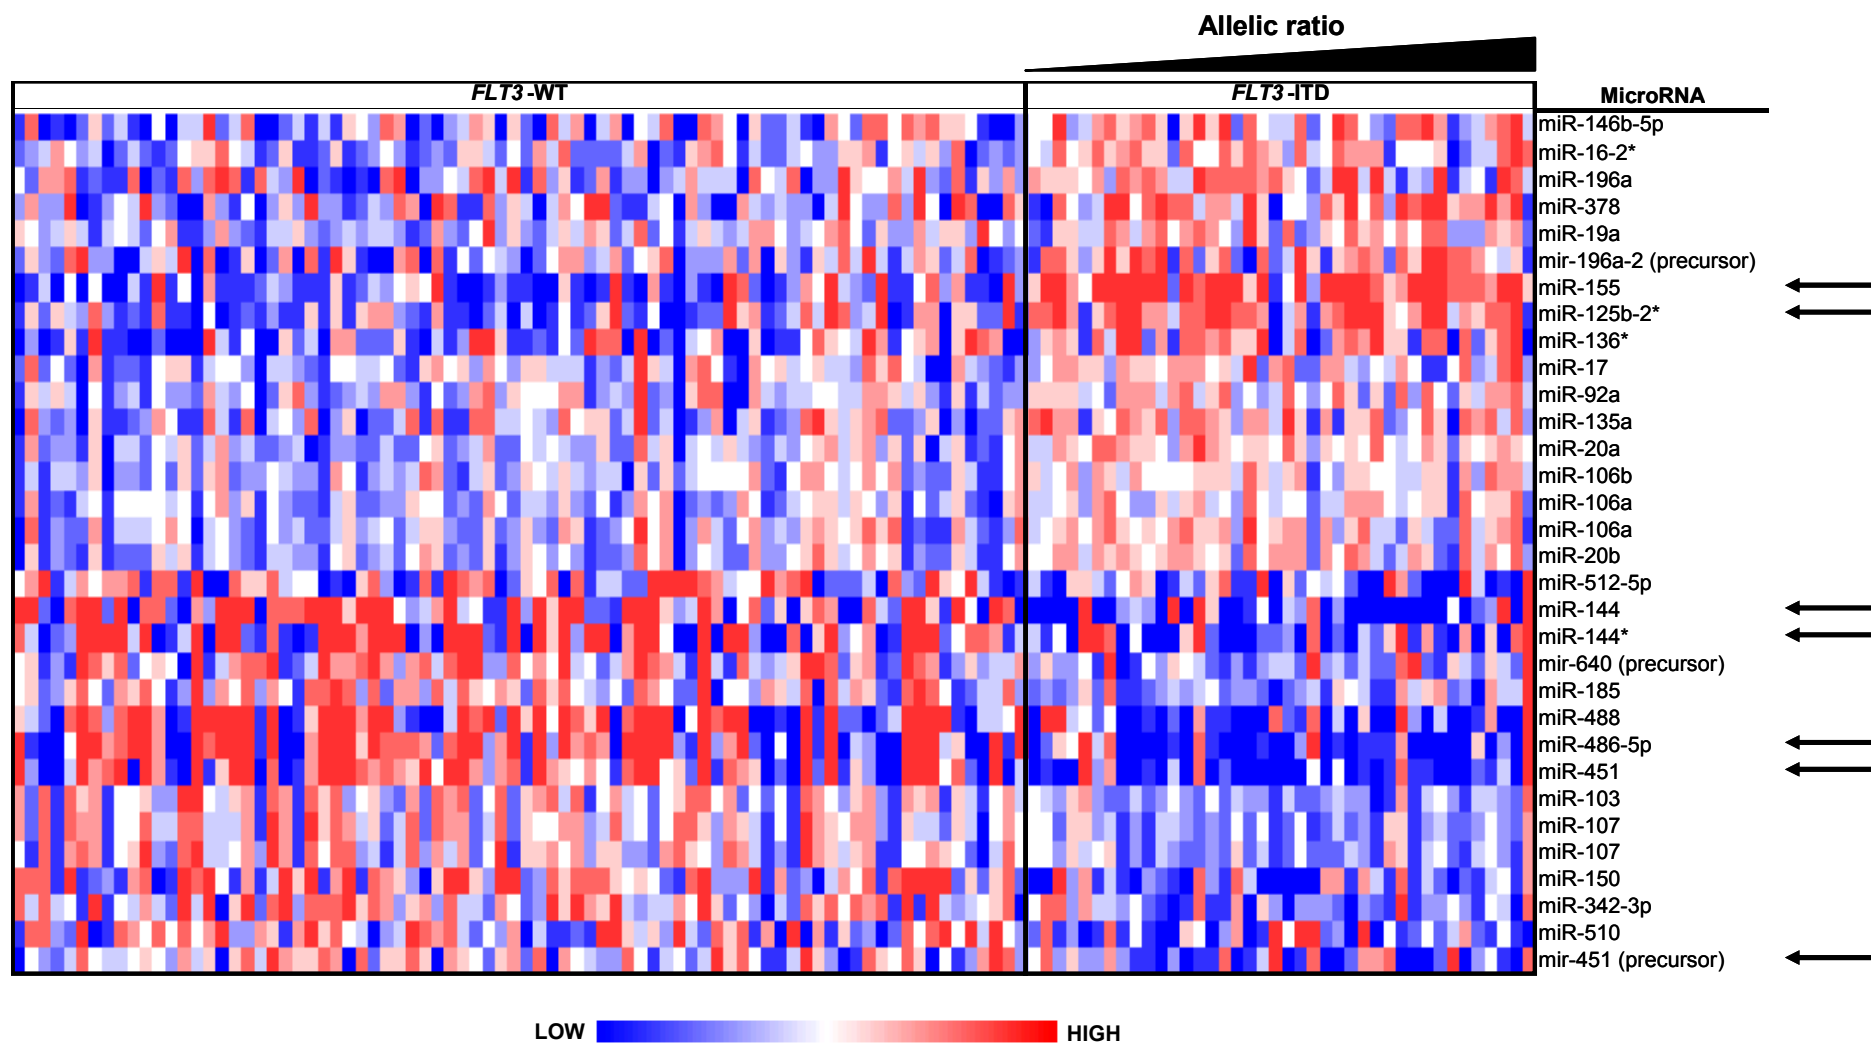 Allelic ratio
FLT3-WT
FLT3-ITD
MicroRNA
miR-146b-5p
miR-16-2*
miR-196a
miR-378
miR-19a
mir-196a-2 (precursor)
miR-155
miR-125b-2*
miR-136*
miR-17
miR-92a
miR-135a
miR-20a
miR-106b
miR-106a
miR-106a
miR-20b
miR-512-5p
miR-144
miR-144*
mir-640 (precursor)
miR-185
miR-488
miR-486-5p
miR-451
miR-103
miR-107
miR-107
miR-150
miR-342-3p
miR-510
mir-451 (precursor)
LOW
HIGH